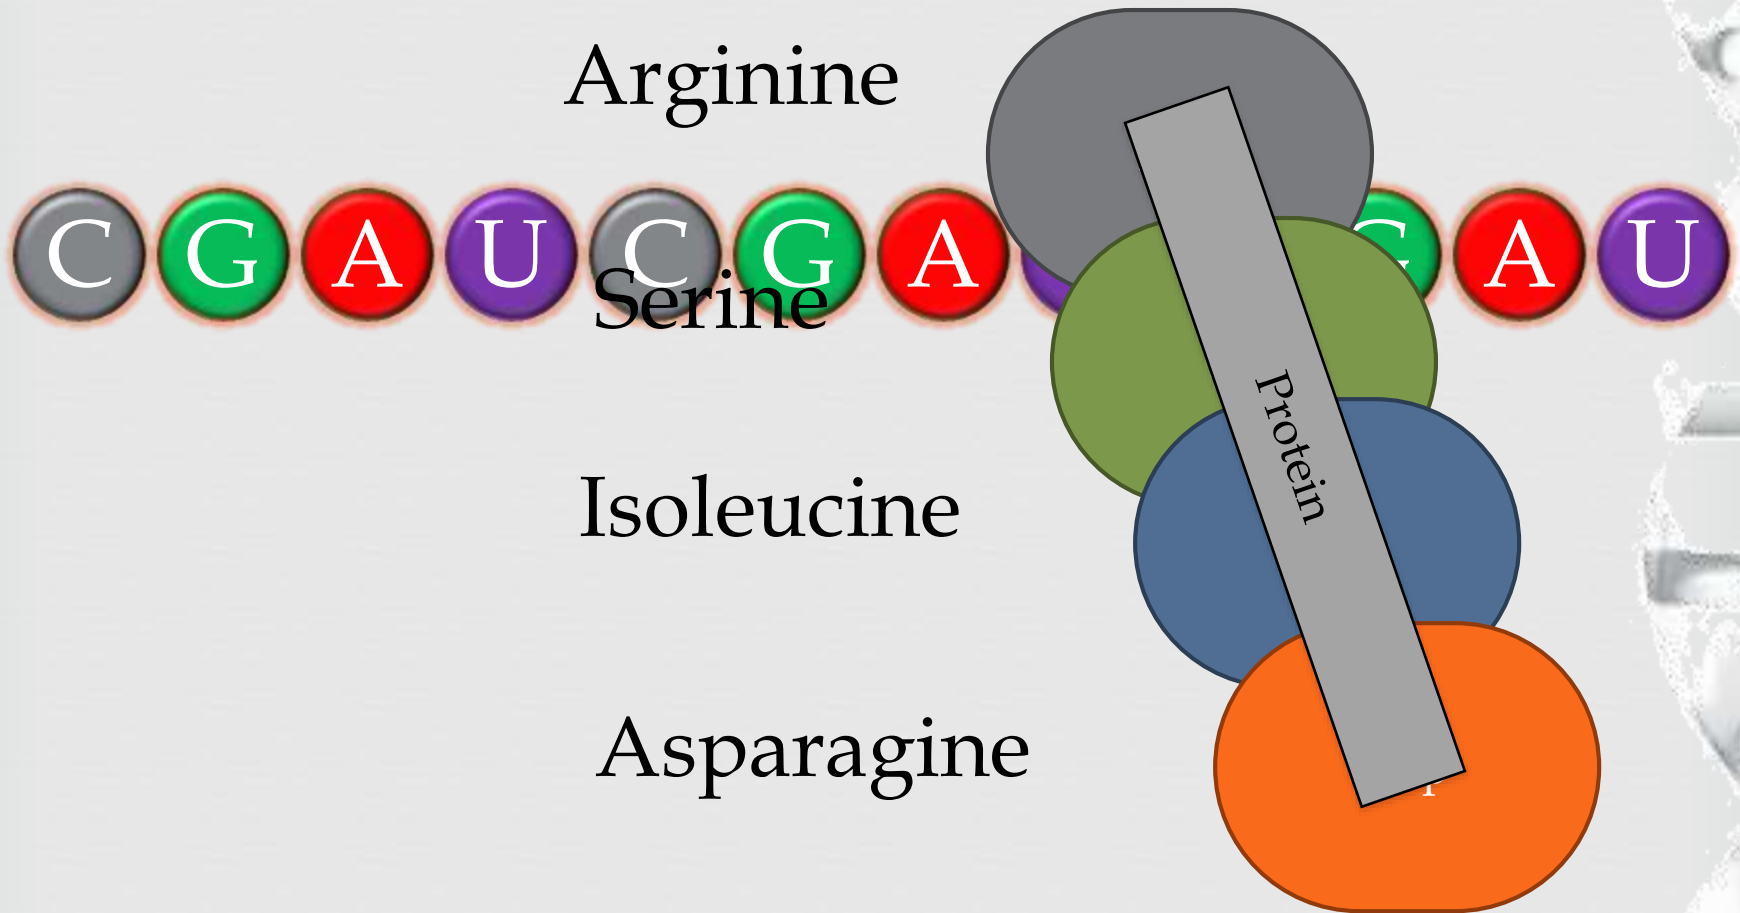 Arginine
C G A U C G A G A U
Serine
Protein
Isoleucine
Asparagine